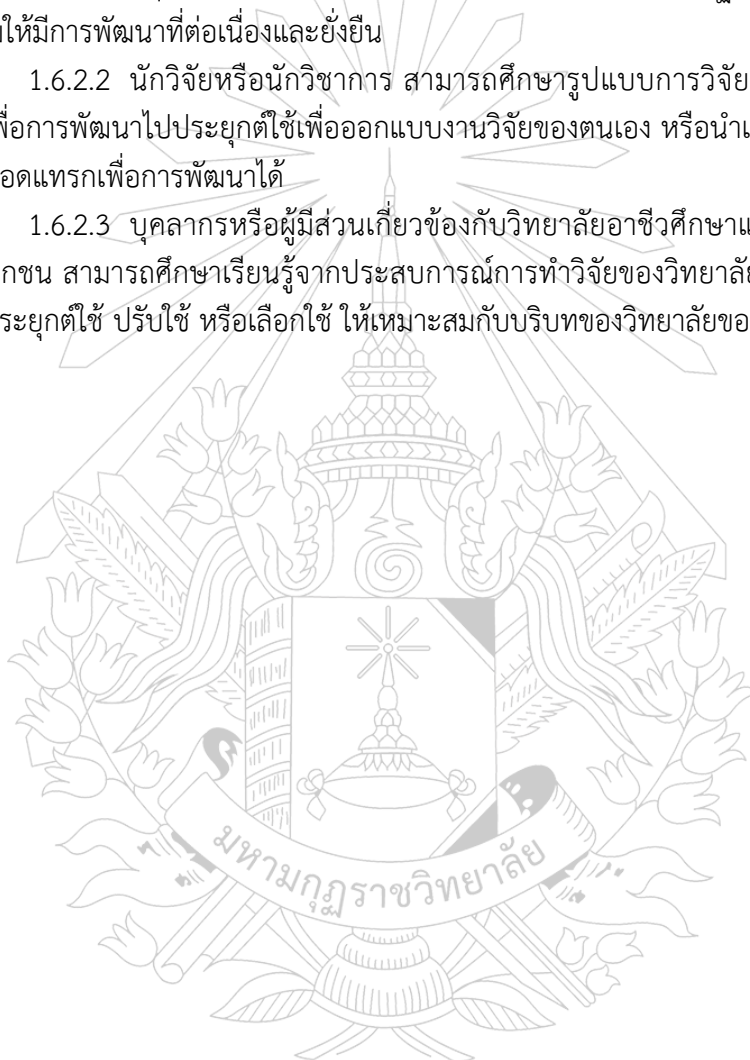 ให้มีการพัฒนาที่ต่อเนื่องและยั่งยืน
1.6.2.2 นักวิจัยหรือนักวิชาการ สามารถศึกษารูปแบบการวิจัย
พื่อการพัฒนาไปประยุกต์ใช้เพื่อออกแบบงานวิจัยของตนเอง หรือนำเ
อดแทรกเพื่อการพัฒนาได้
1.6.2.3 บุคลากรหรือผู้มีส่วนเกี่ยวข้องกับวิทยาลัยอาชีวศึกษาแ
กชน สามารถศึกษาเรียนรู้จากประสบการณ์การทำวิจัยของวิทยาลัย
ระยุกต์ใช้ ปรับใช้ หรือเลือกใช้ ให้เหมาะสมกับบริบทของวิทยาลัยขอ
มหามกุฏราชวิทยาลัย